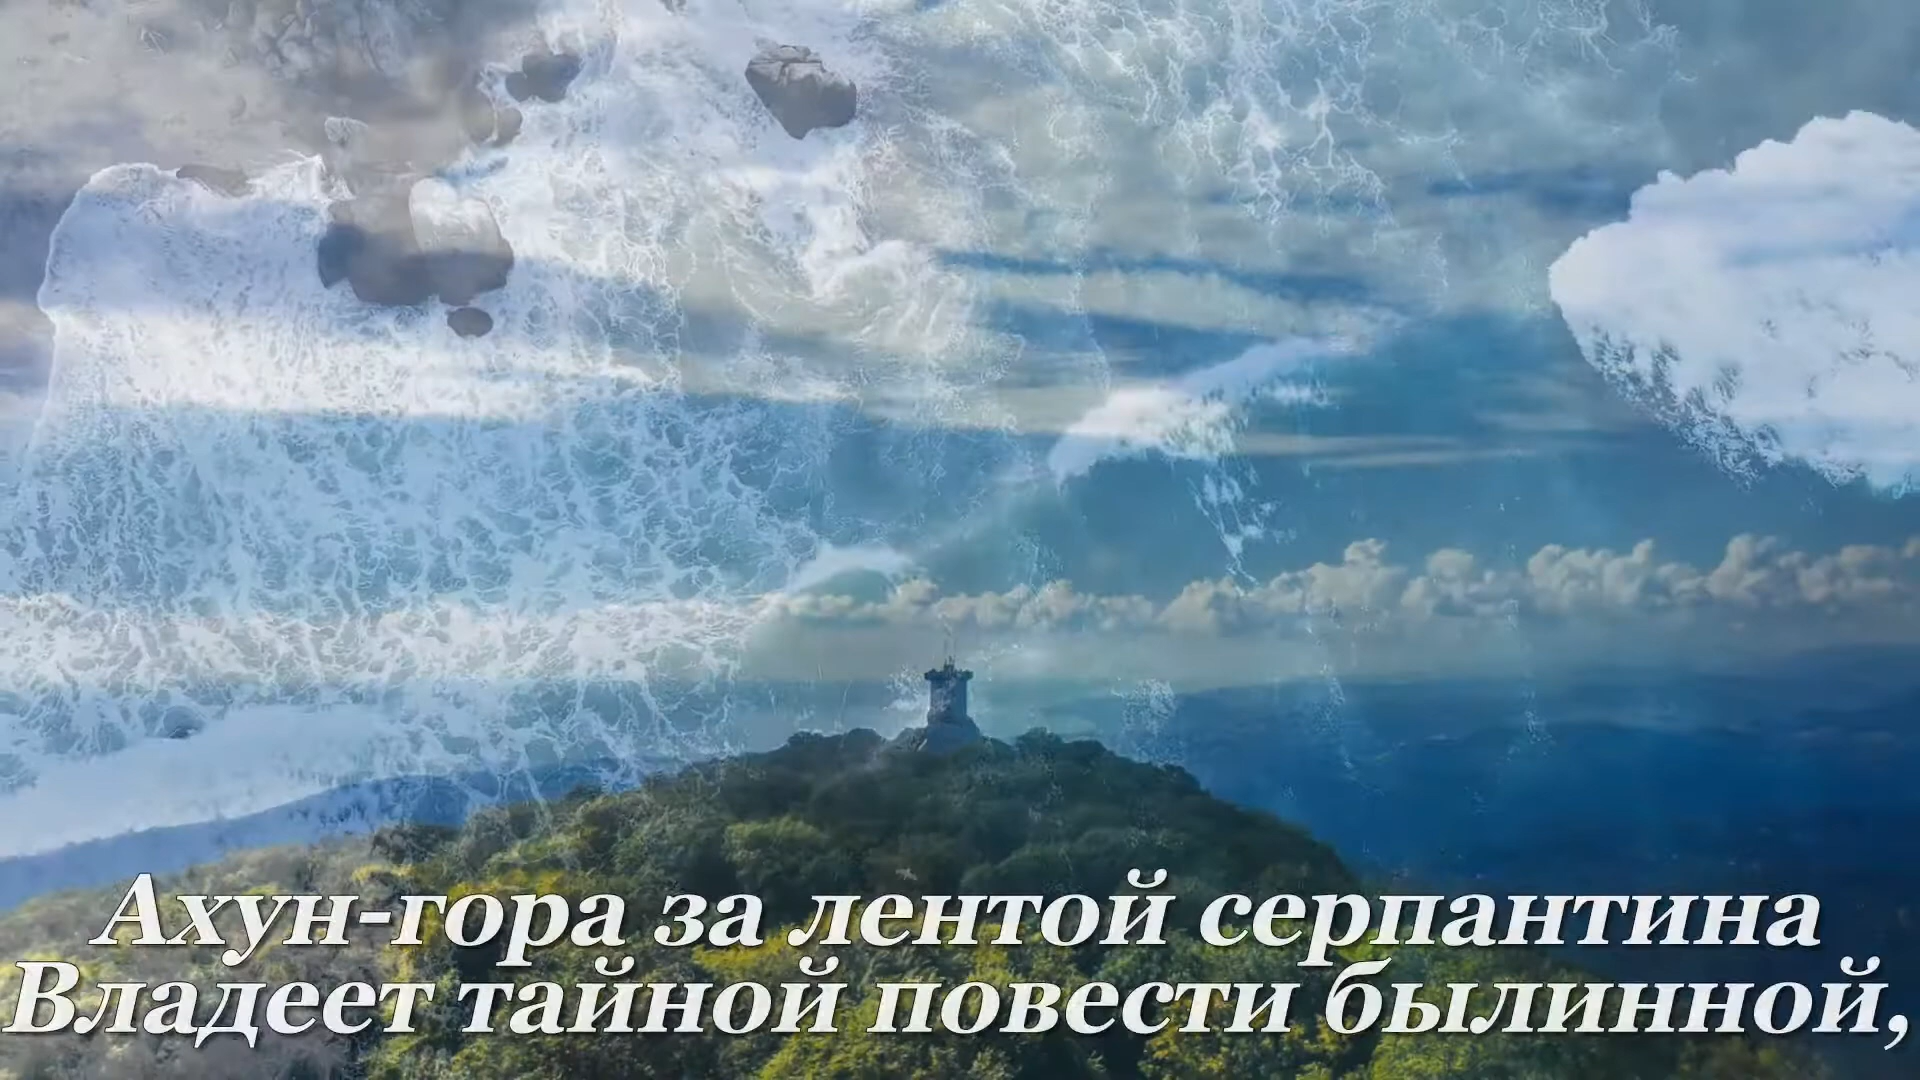 Ахун-гора за лентой серпантина
Владеет тайной повести былинной,